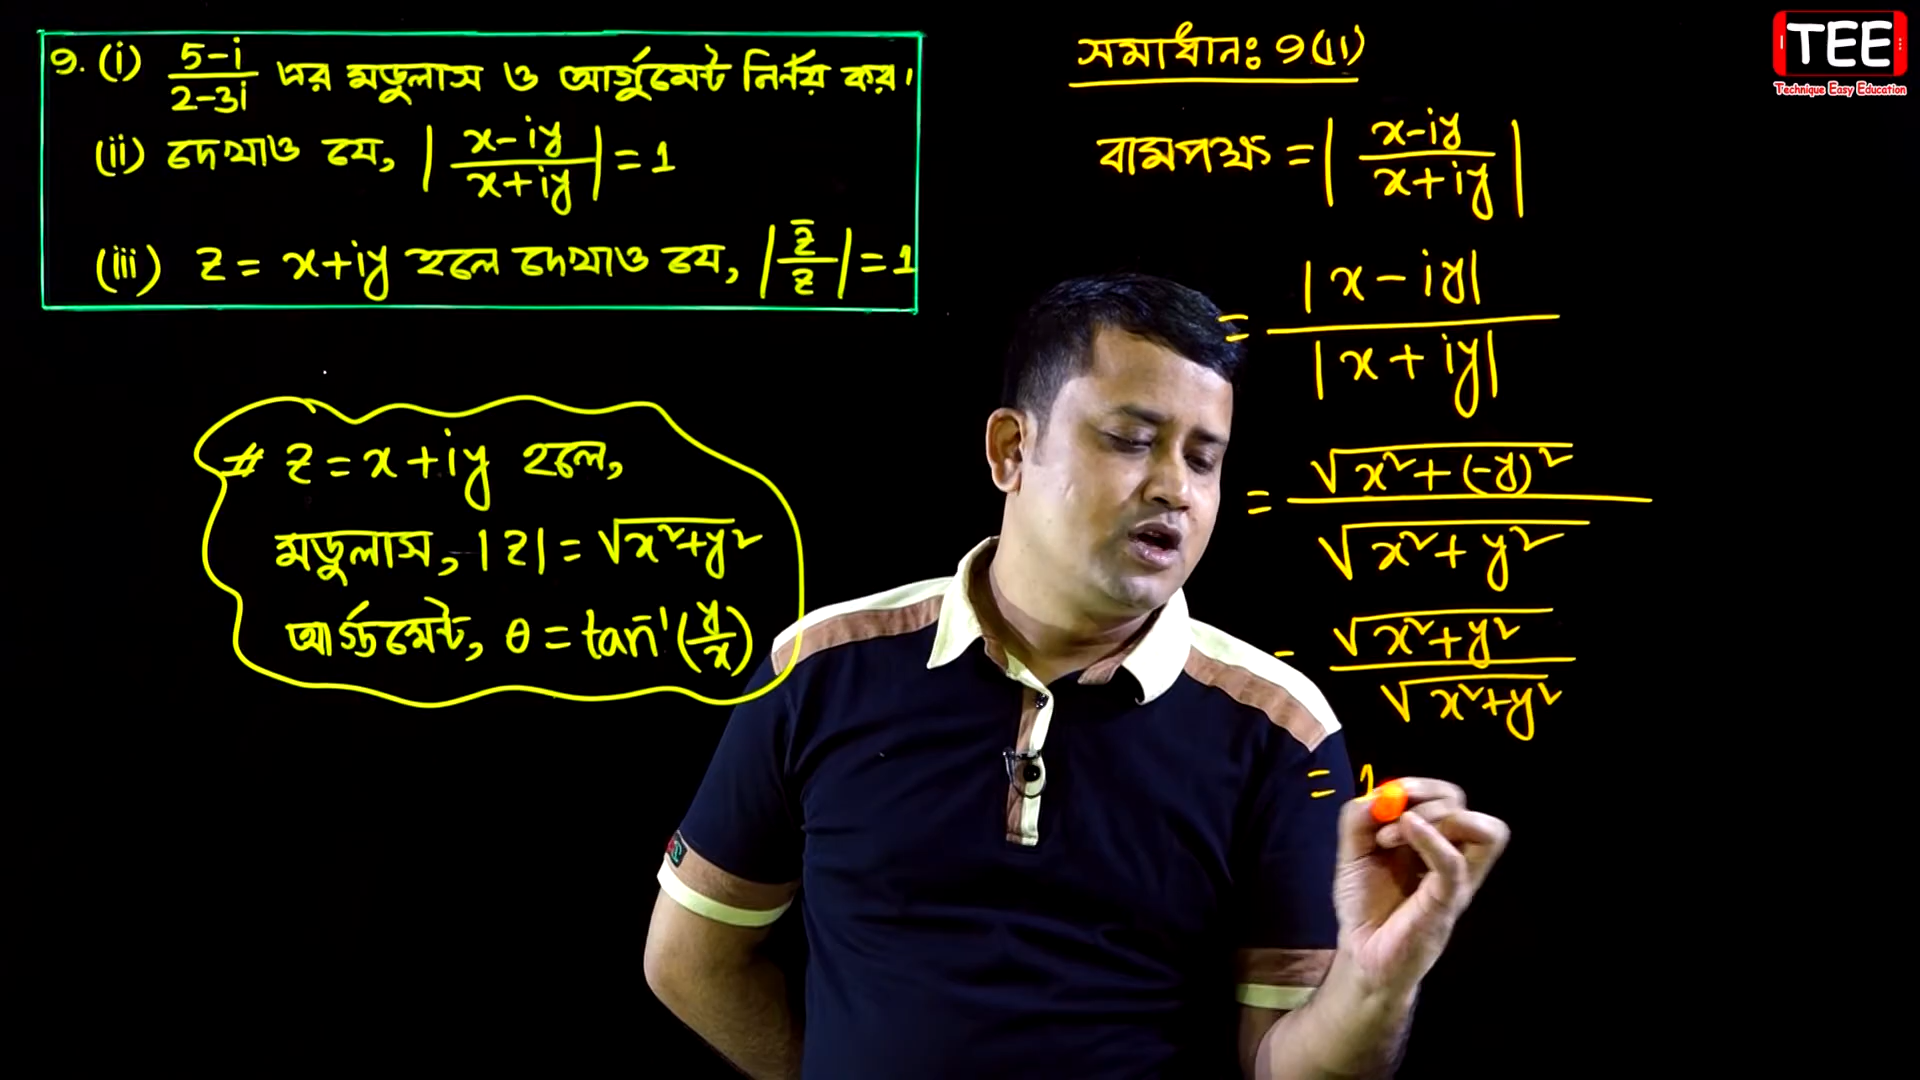 9. (i) 5-i / 2-3i এর মডুলাস ও আর্গুমেন্ট নির্ণয় কর।
(ii) দেখাও যে, |x-iy / x+iy| = 1
(iii) z = x+iy হলে দেখাও যে, |z̄ / z| = 1
# z = x+iy হলে,
মডুলাস, |z| = √x²+y²
আর্গুমেন্ট, θ = tan⁻¹(y/x)
সমাধানঃ 9(ii)
বামপক্ষ = |x-iy / x+iy|
= |x-iy| / |x+iy|
= √x²+(-y)² / √x²+y²
= √x²+y² / √x²+y²
= 1
TEE
Technique Easy Education